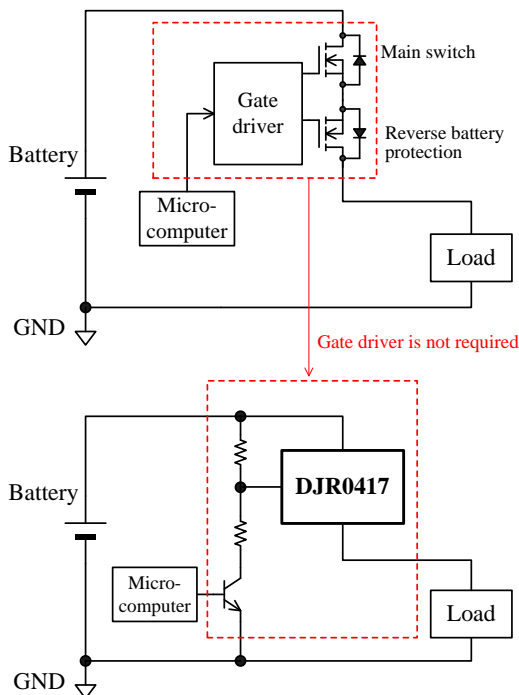 Main switch
Gate
driver
Reverse battery
protection
Battery
Micro-
computer
Load
GND
Gate driver is not required
Battery
DJR0417
Micro-
computer
Load
GND